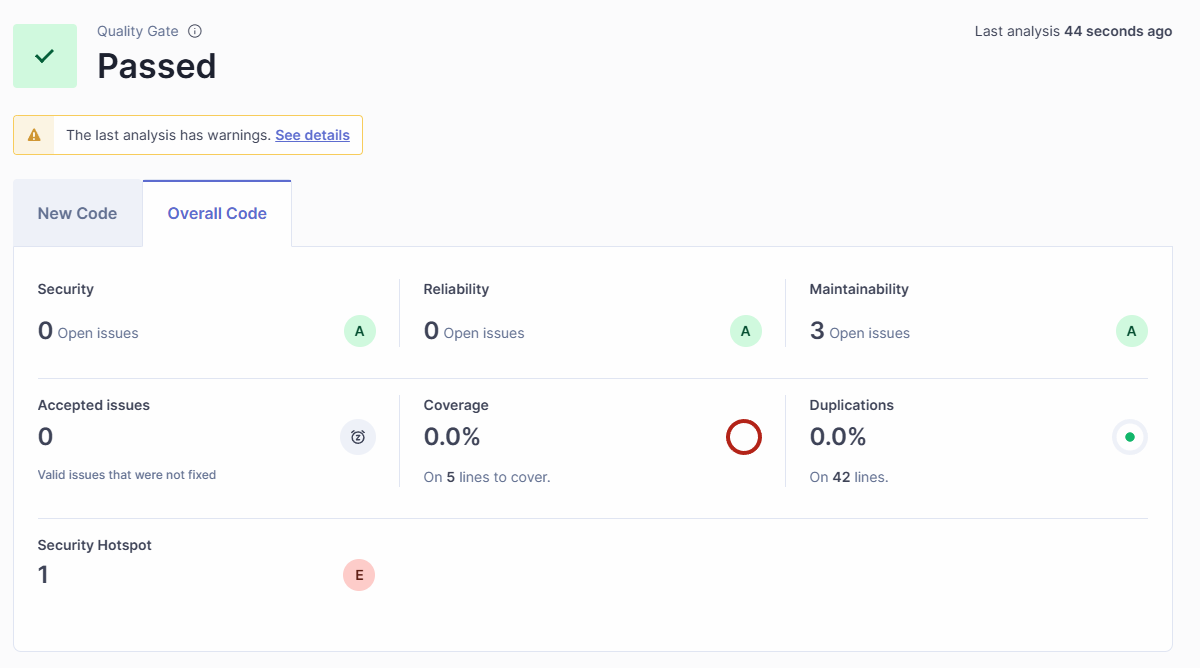 Quality Gate
Last analysis 44 seconds ago
Passed
The last analysis has warnings. See details
New Code
Overall Code
Security
Reliability
Maintainability
0 Open issues
A
0 Open issues
A
3 Open issues
A
Accepted issues
Coverage
Duplications
0
0.0%
0.0%
Valid issues that were not fixed
On 5 lines to cover.
On 42 lines.
Security Hotspot
1
E